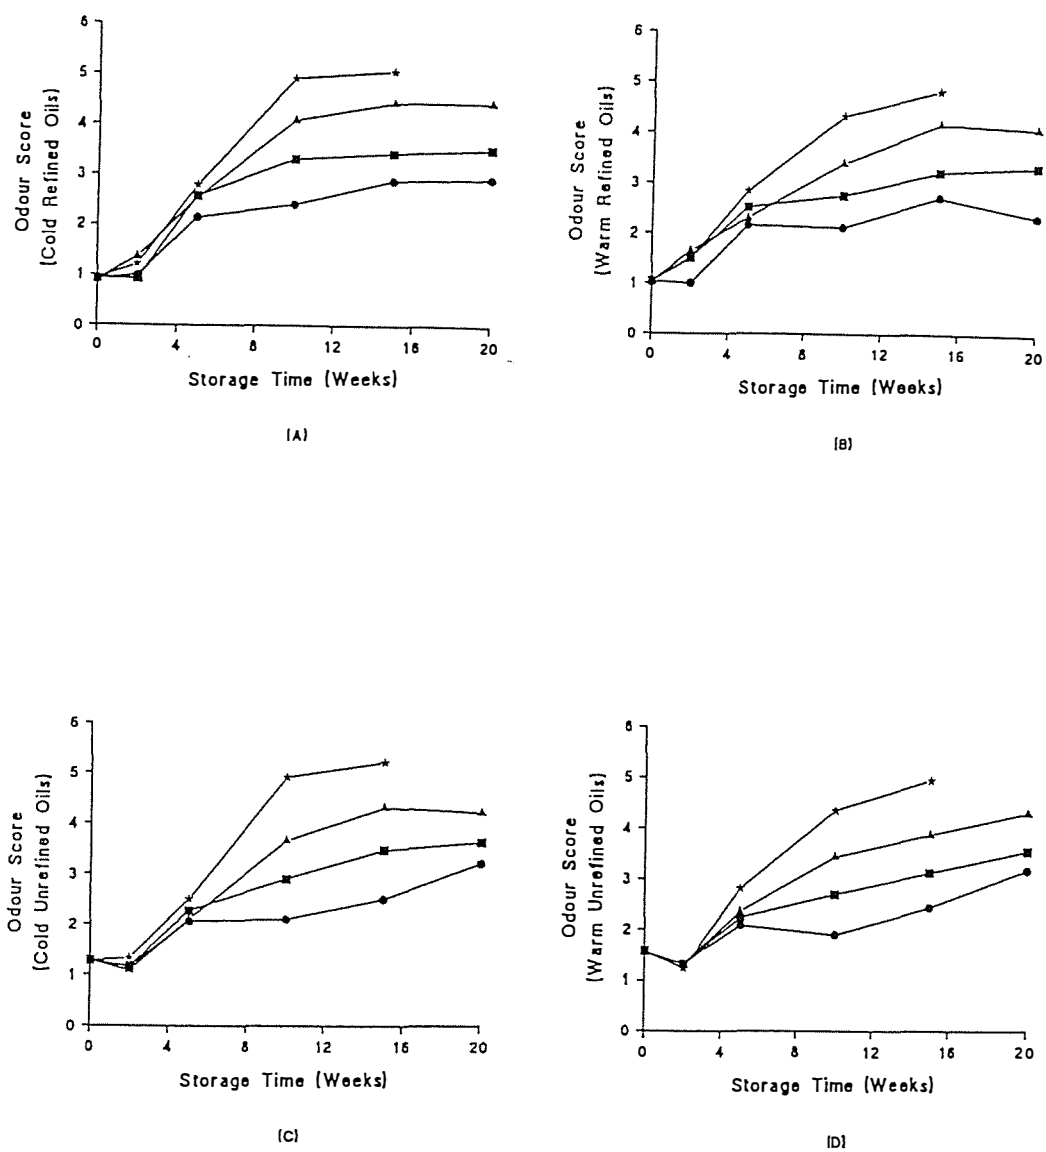 6
5
4
3
2
1
0
Odour Score
(Cold Refined Oils)
0 4 8 12 16 20
Storage Time (Weeks)
(A)
6
5
4
3
2
1
0
Odour Score
(Warm Refined Oils)
0 4 8 12 16 20
Storage Time (Weeks)
(B)
6
5
4
3
2
1
0
Odour Score
(Cold Unrefined Oils)
0 4 8 12 16 20
Storage Time (Weeks)
(C)
6
5
4
3
2
1
0
Odour Score
(Warm Unrefined Oils)
0 4 8 12 16 20
Storage Time (Weeks)
(D)